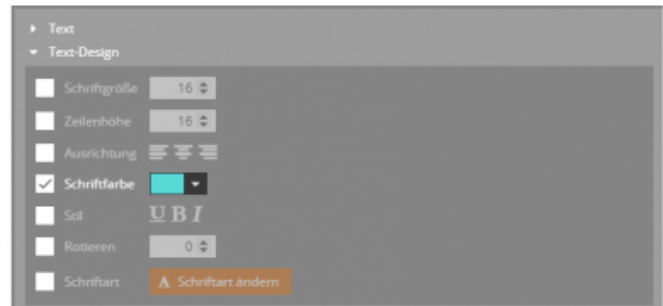 Text
Text-Design
Schriftgröße 16
Zeilenhöhe 16
Ausrichtung
Schriftfarbe
Stil U B I
Rotieren 0
Schriftart A Schriftart ändern